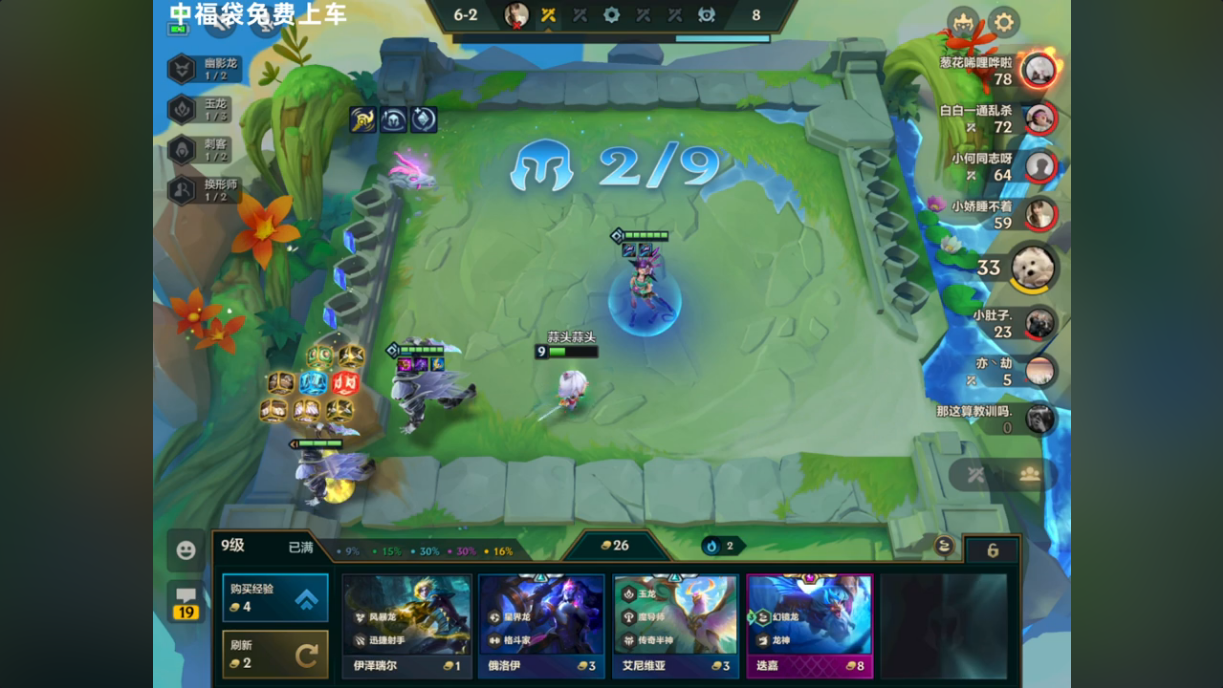 中福袋免费上车
6-2
8
幽影龙
1/2
玉龙
1/3
刺客
1/2
换形师
1/2
2/9
葱花唏哩哗啦
78
白白一通乱杀
72
小何同志呀
64
小娇睡不着
59
33
小肚子.
23
亦丶劫
5
那这算教训吗.
0
蒜头蒜头
9
9级
已满
9%
15%
30%
30%
16%
26
2
6
购买经验
4
刷新
2
19
风暴龙
迅捷射手
伊泽瑞尔
1
星界龙
格斗家
俄洛伊
3
玉龙
魔导师
传奇半神
艾尼维亚
3
幻镜龙
龙神
迭嘉
8